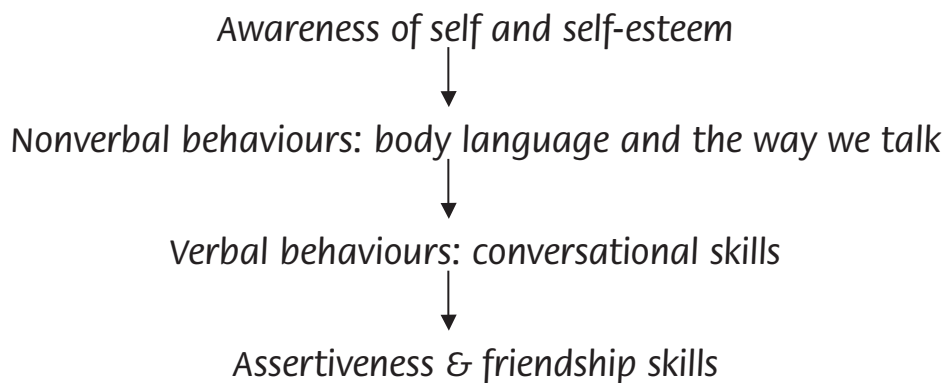 Awareness of self and self-esteem
Nonverbal behaviours: body language and the way we talk
Verbal behaviours: conversational skills
Assertiveness & friendship skills